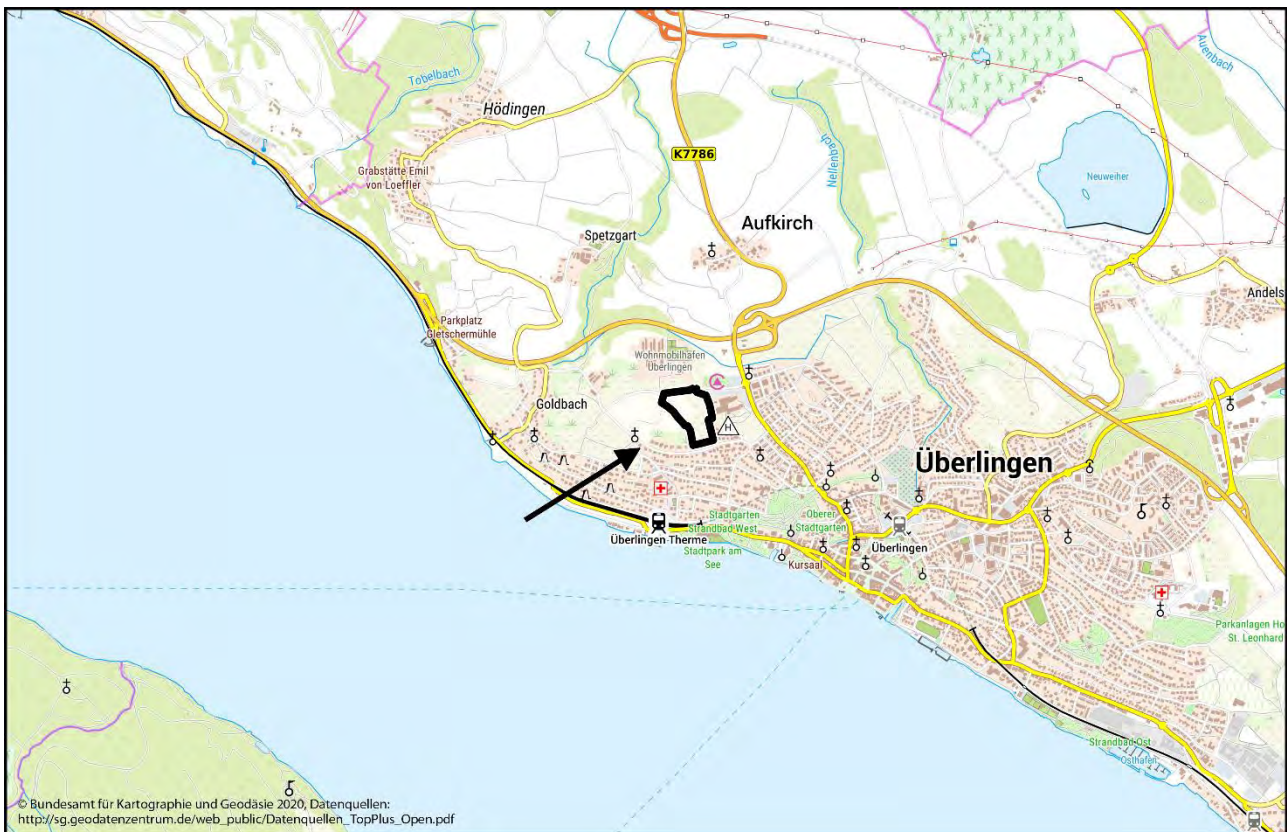 Tobelbach
Hödingen
Auenbach
K7786
Nellenbach
Grabstätte Emil
von Loeffler
Neuweiher
Spetzgart
Aufkirch
Andels
Parkplatz
Gletschermühle
Wohnmobilhafen
Überlingen
Goldbach
H
Überlingen
Stadtgarten
Strandbad West
Oberer
Stadtgarten
Überlingen Therme
Stadtpark am
See
Kursaal
Überlingen
Parkanlagen Ho
St. Leonhard
Strandbad Ost
Osthafen
© Bundesamt für Kartographie und Geodäsie 2020, Datenquellen:
http://sg.geodatenzentrum.de/web_public/Datenquellen_TopPlus_Open.pdf